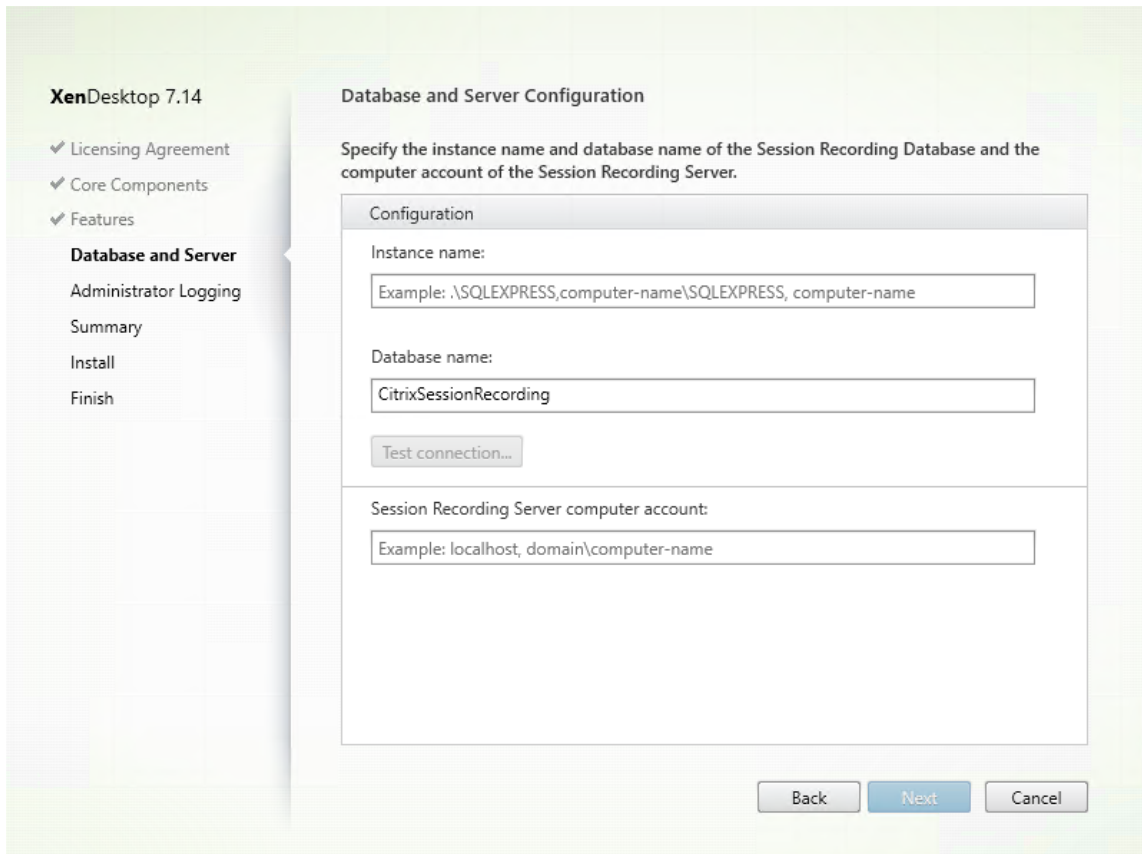 XenDesktop 7.14
Licensing Agreement
Core Components
Features
Database and Server
Administrator Logging
Summary
Install
Finish
Database and Server Configuration
Specify the instance name and database name of the Session Recording Database and the
computer account of the Session Recording Server.
Configuration
Instance name:
Example: .\SQLEXPRESS,computer-name\SQLEXPRESS, computer-name
Database name:
CitrixSessionRecording
Test connection...
Session Recording Server computer account:
Example: localhost, domain\computer-name
Back
Next
Cancel